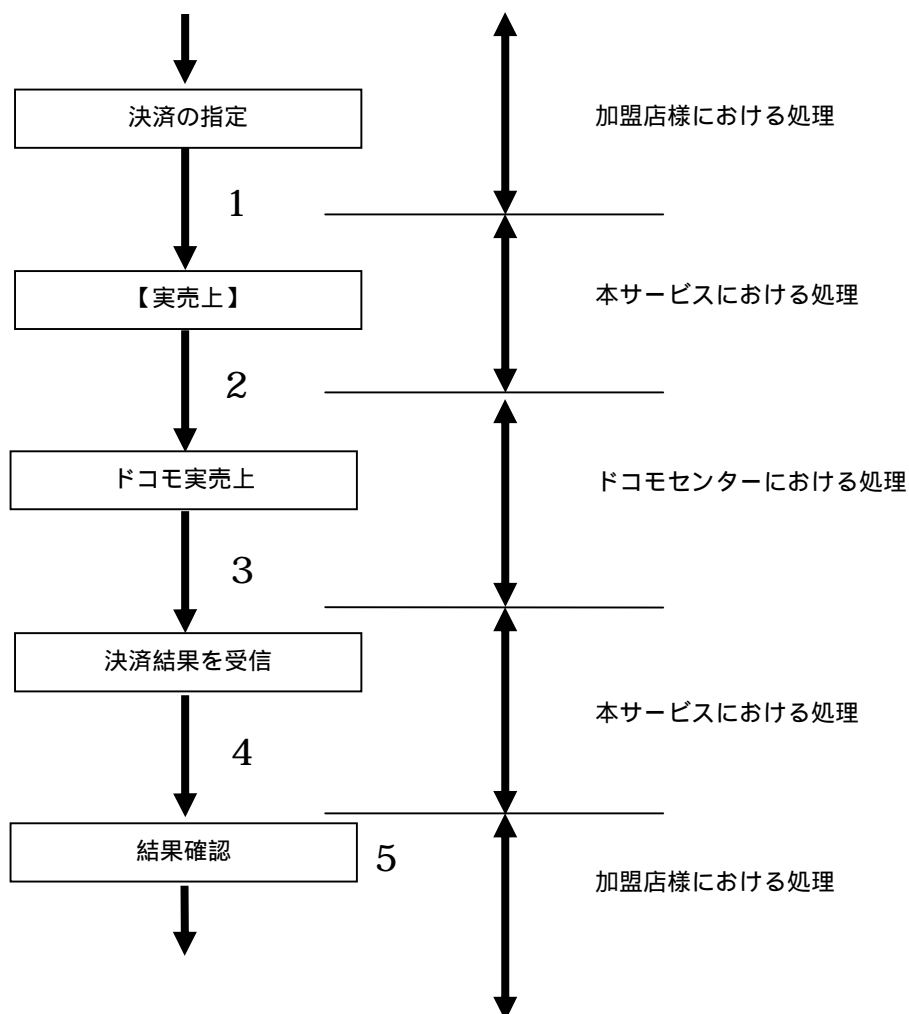 決済の指定
加盟店様における処理
1
【実売上】
本サービスにおける処理
2
ドコモ実売上
ドコモセンターにおける処理
3
決済結果を受信
本サービスにおける処理
4
結果確認
5
加盟店様における処理